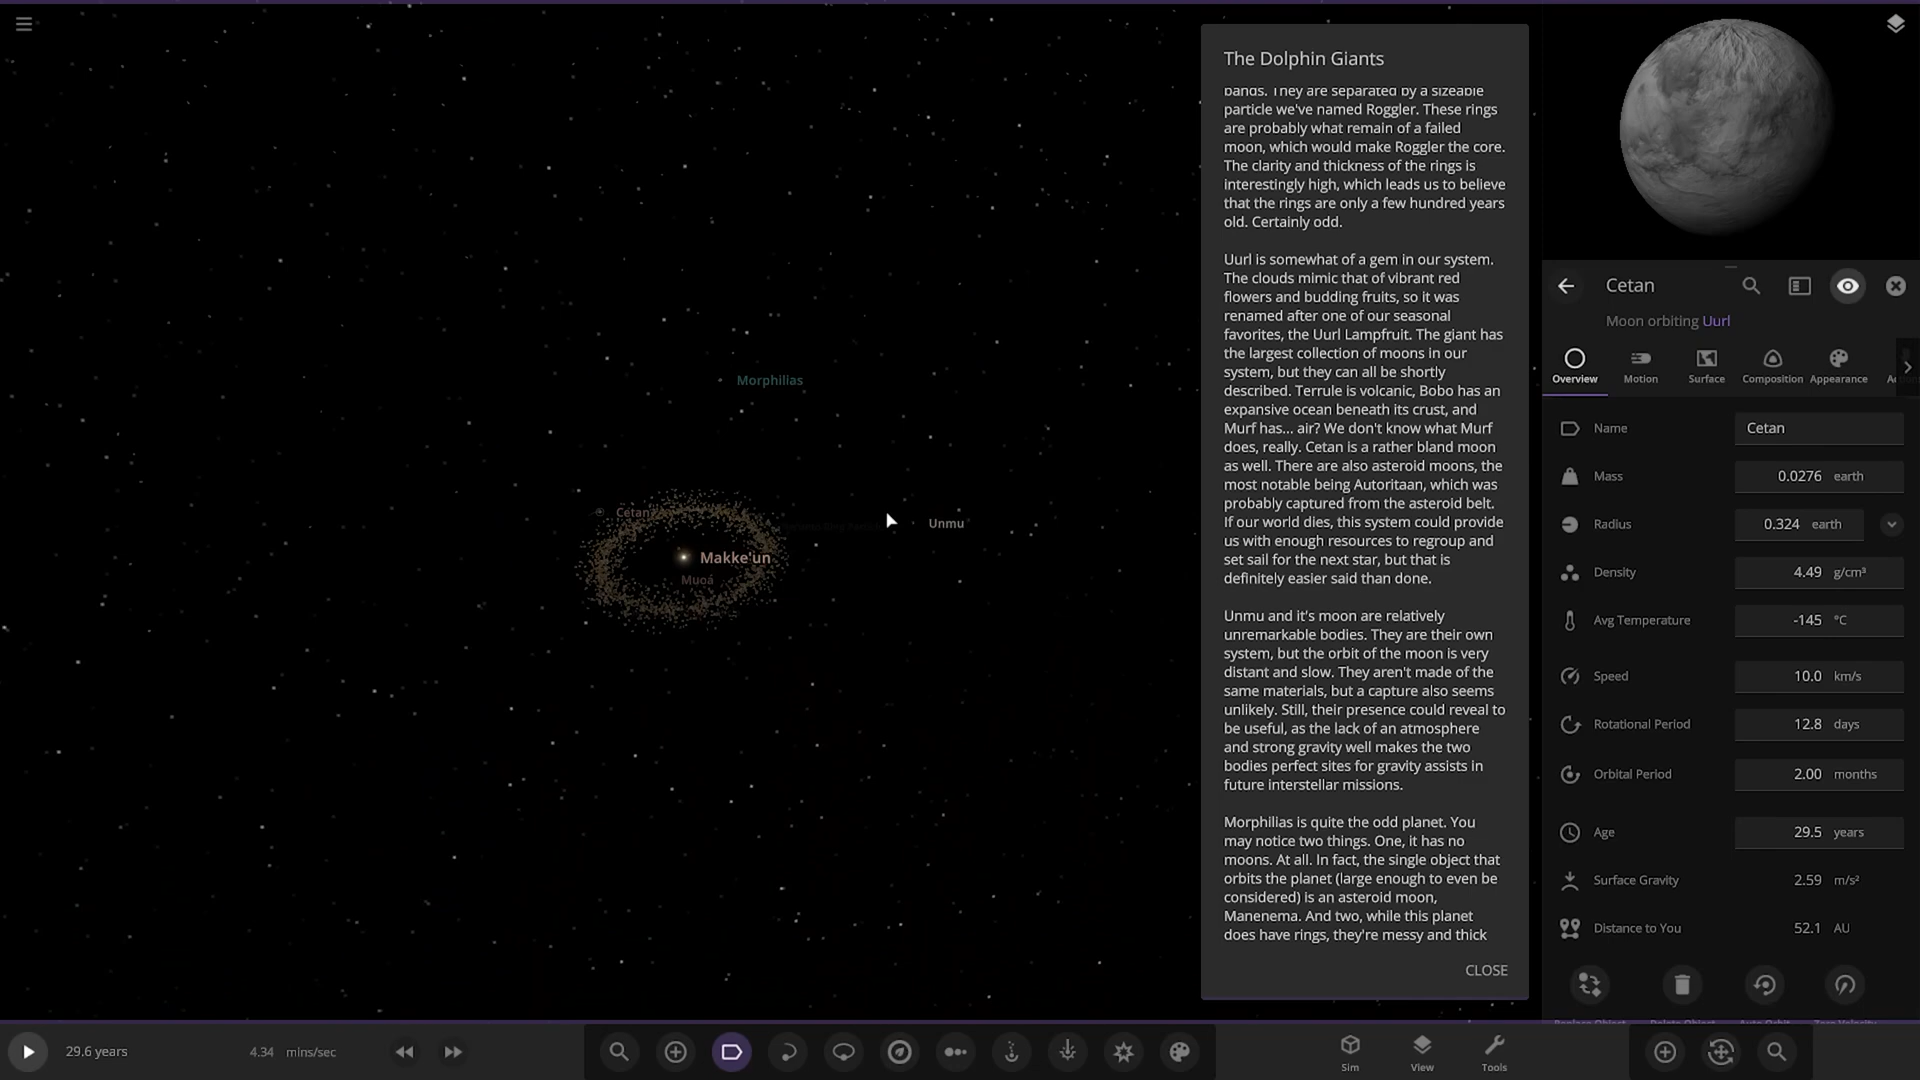 The Dolphin Giants
bands. They are separated by a sizeable
particle we've named Roggler. These rings
are probably what remain of a failed
moon, which would make Roggler the core.
The clarity and thickness of the rings is
interestingly high, which leads us to believe
that the rings are only a few hundred years
old. Certainly odd.
Uurl is somewhat of a gem in our system.
The clouds mimic that of vibrant red
flowers and budding fruits, so it was
renamed after one of our seasonal
favorites, the Uurl Lampfruit. The giant has
the largest collection of moons in our
system, but they can all be shortly
described. Terrule is volcanic, Bobo has an
expansive ocean beneath its crust, and
Murf has... air? We don't know what Murf
does, really. Cetan is a rather bland moon
as well. There are also asteroid moons, the
most notable being Autoritaan, which was
probably captured from the asteroid belt.
If our world dies, this system could provide
us with enough resources to regroup and
set sail for the next star, but that is
definitely easier said than done.
Unmu and it's moon are relatively
unremarkable bodies. They are their own
system, but the orbit of the moon is very
distant and slow. They aren't made of the
same materials, but a capture also seems
unlikely. Still, their presence could reveal to
be useful, as the lack of an atmosphere
and strong gravity well makes the two
bodies perfect sites for gravity assists in
future interstellar missions.
Morphilias is quite the odd planet. You
may notice two things. One, it has no
moons. At all. In fact, the single object that
orbits the planet (large enough to even be
considered) is an asteroid moon,
Manenema. And two, while this planet
does have rings, they're messy and thick
CLOSE
Morphilias
Cetan
Unmu
Makke'un
Muoá
Cetan
Moon orbiting Uurl
Overview Motion Surface Composition Appearance
Name Cetan
Mass 0.0276 earth
Radius 0.324 earth
Density 4.49 g/cm³
Avg Temperature -145 °C
Speed 10.0 km/s
Rotational Period 12.8 days
Orbital Period 2.00 months
Age 29.5 years
Surface Gravity 2.59 m/s²
Distance to You 52.1 AU
29.6 years 4.34 mins/sec
Sim View Tools